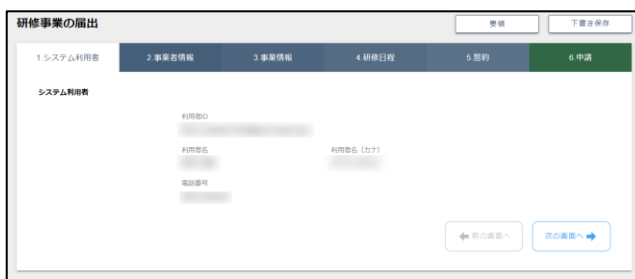 研修事業の届出
要領
下書き保存
1.システム利用者
2.事業者情報
3.事業情報
4.研修日程
5.誓約
6.申請
システム利用者
利用者ID
利用者名
利用者名（カナ）
電話番号
前の画面へ
次の画面へ